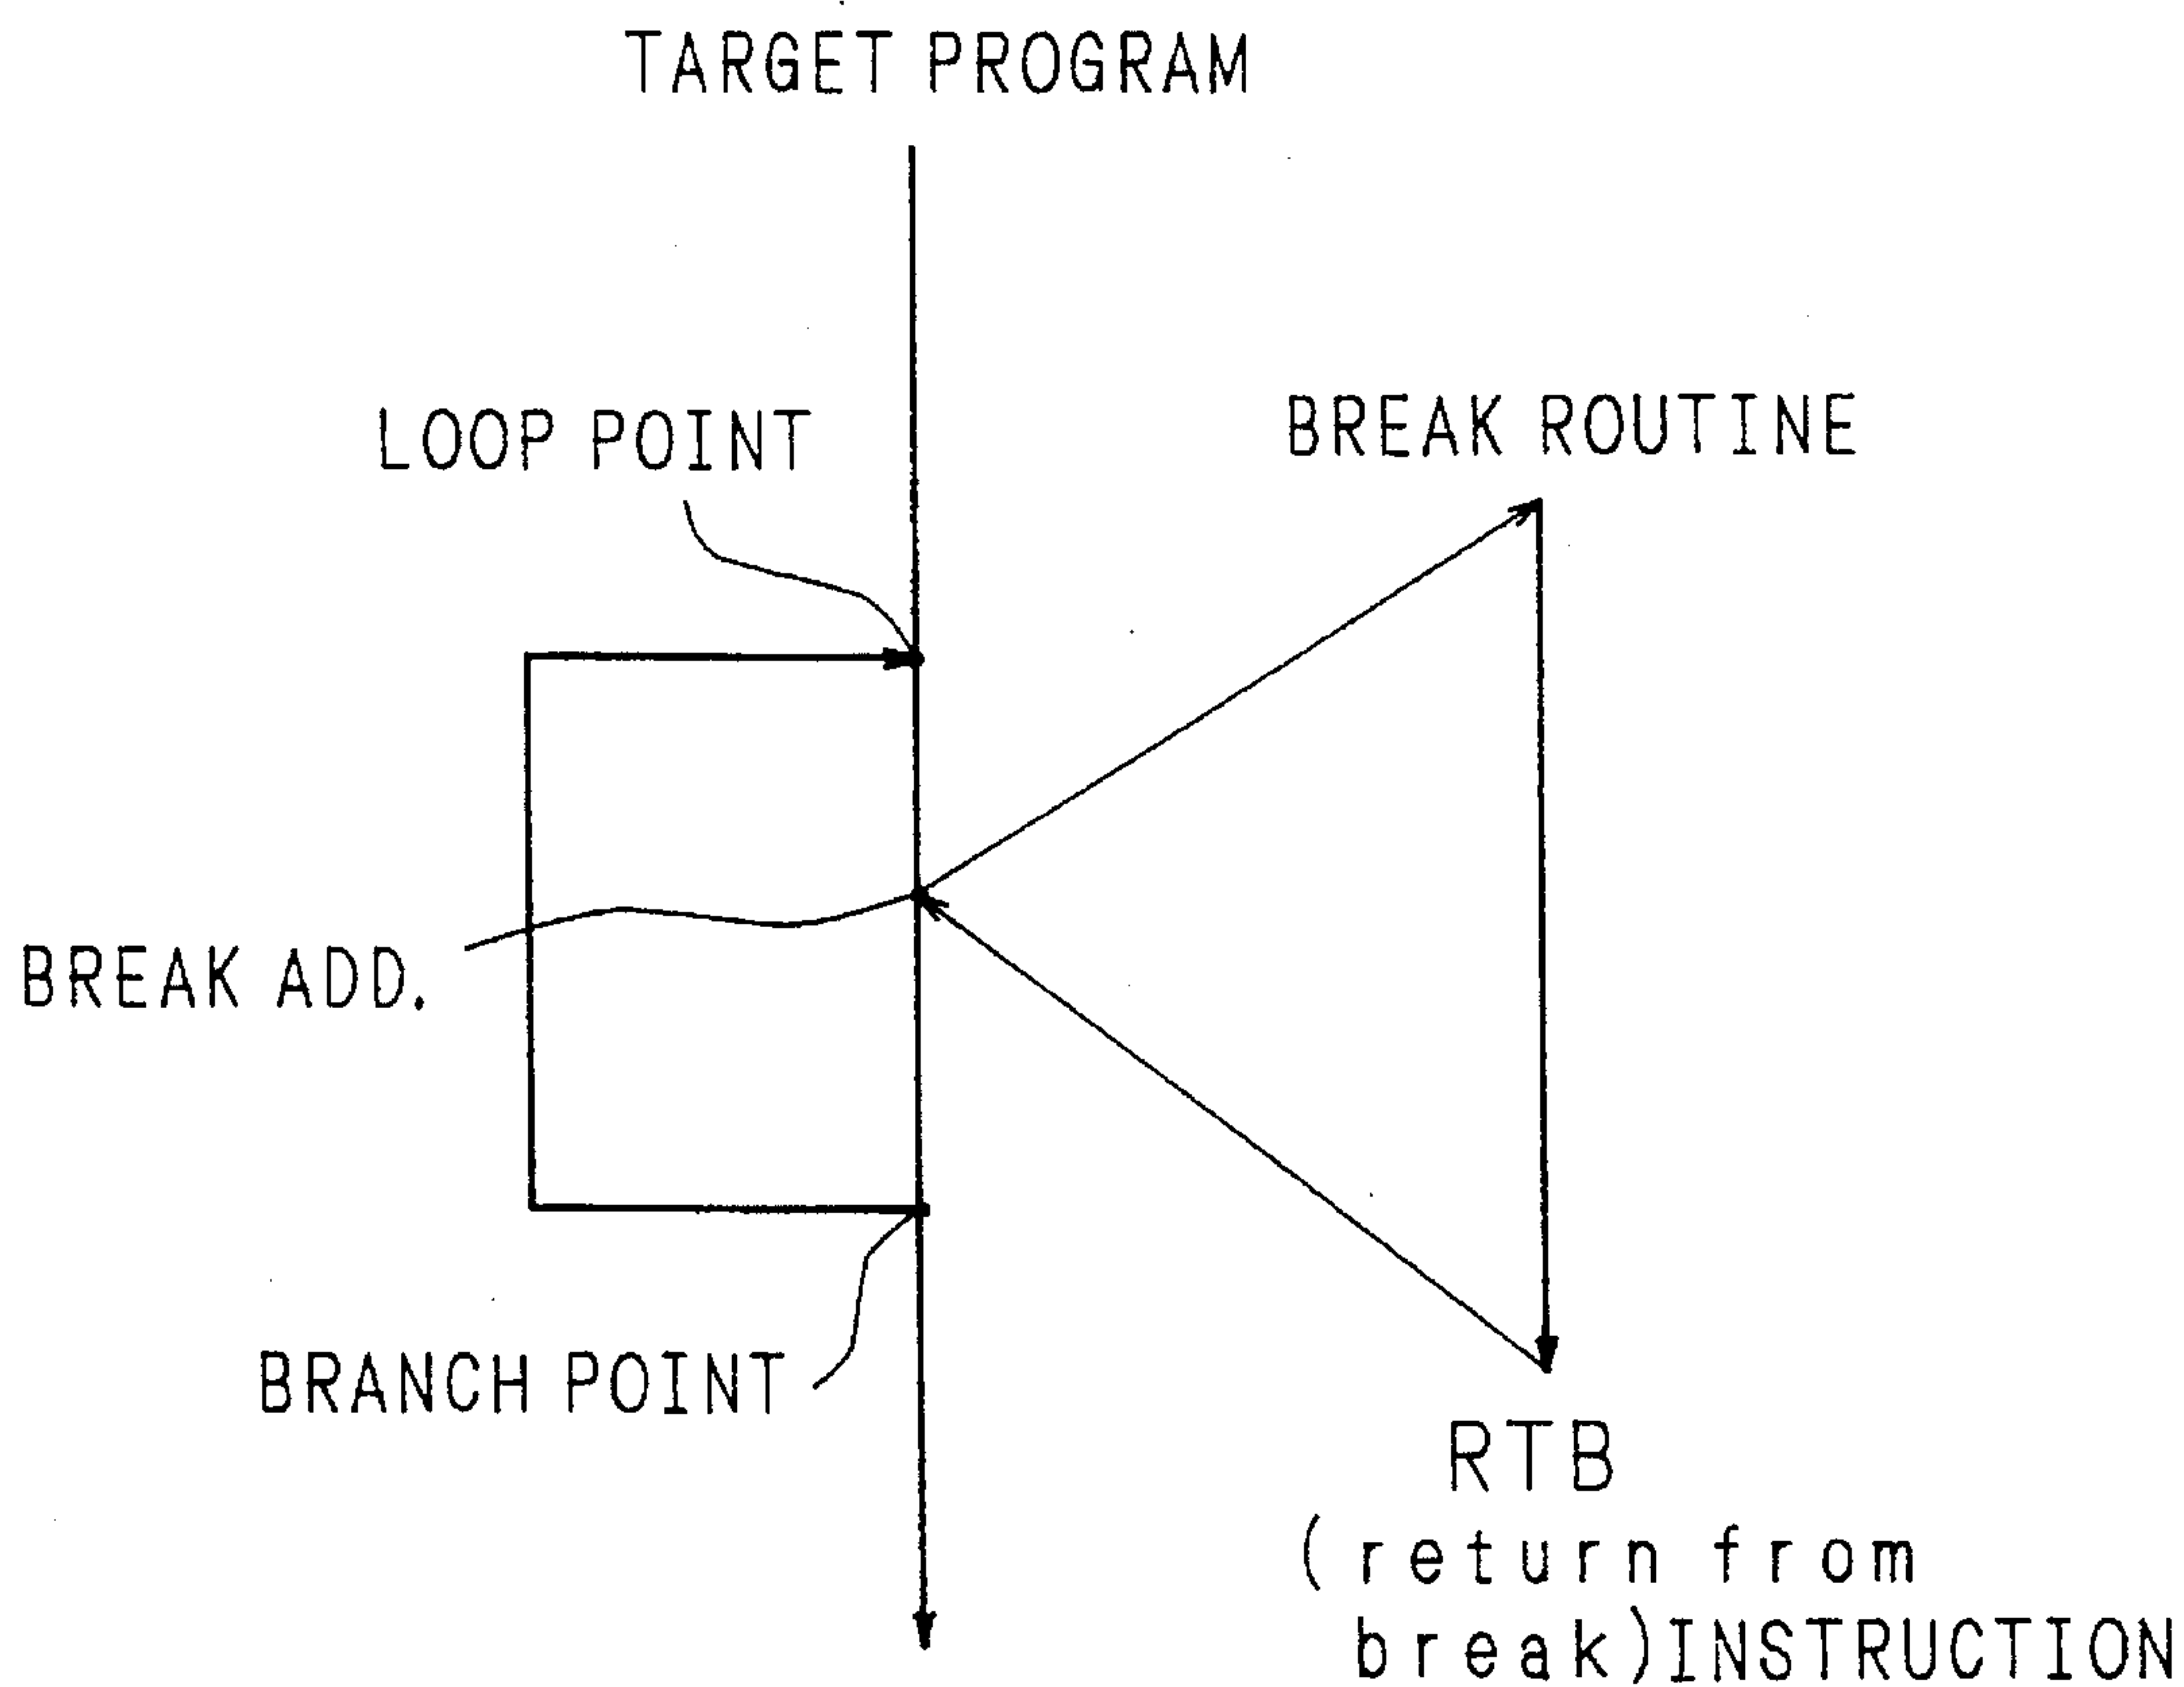 TARGET PROGRAM
LOOP POINT
BREAK ROUTINE
BREAK ADD.
BRANCH POINT
RTB
(return from
break)INSTRUCTION